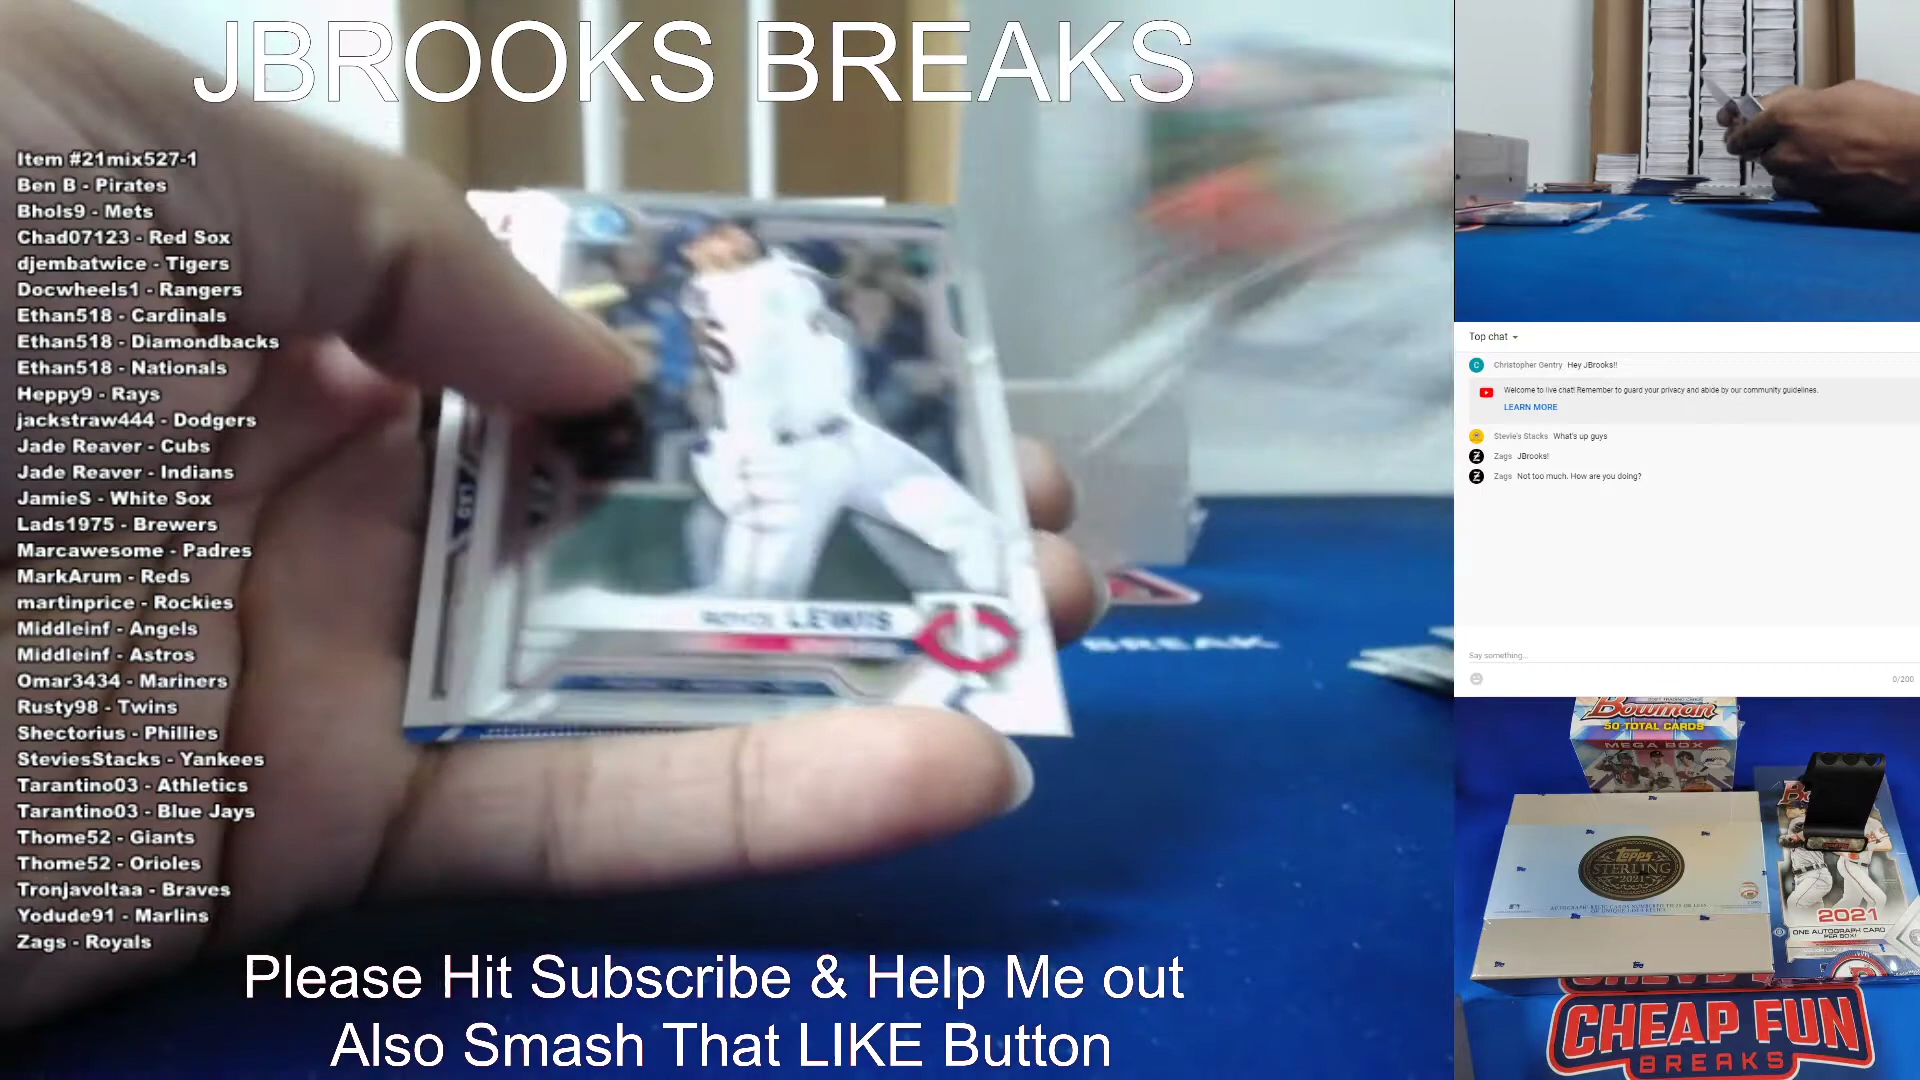 JBROOKS BREAKS
Item #21mix527-1
Ben B - Pirates
Bhols9 - Mets
Chad07123 - Red Sox
djembatwice - Tigers
Docwheels1 - Rangers
Ethan518 - Cardinals
Ethan518 - Diamondbacks
Ethan518 - Nationals
Heppy9 - Rays
jackstraw444 - Dodgers
Jade Reaver - Cubs
Jade Reaver - Indians
JamieS - White Sox
Lads1975 - Brewers
Marcawesome - Padres
MarkArum - Reds
martinprice - Rockies
Middleinf - Angels
Middleinf - Astros
Omar3434 - Mariners
Rusty98 - Twins
Shectorius - Phillies
SteviesStacks - Yankees
Tarantino03 - Athletics
Tarantino03 - Blue Jays
Thome52 - Giants
Thome52 - Orioles
Tronjavoltaa - Braves
Yodude91 - Marlins
Zags - Royals
LEWIS
BREAK
Please Hit Subscribe & Help Me out
Also Smash That LIKE Button
Top chat
C Christopher Gentry Hey JBrooks!!
Welcome to live chat! Remember to guard your privacy and abide by our community guidelines.
LEARN MORE
Stevie's Stacks What's up guys
Zags JBrooks!
Zags Not too much. How are you doing?
Say something...
0/200
Bowman
50 TOTAL CARDS
MEGA BOX
Topps
STERLING
2021
2021
ONE AUTOGRAPH CARD
PER BOX!
CHEAP FUN
BREAKS